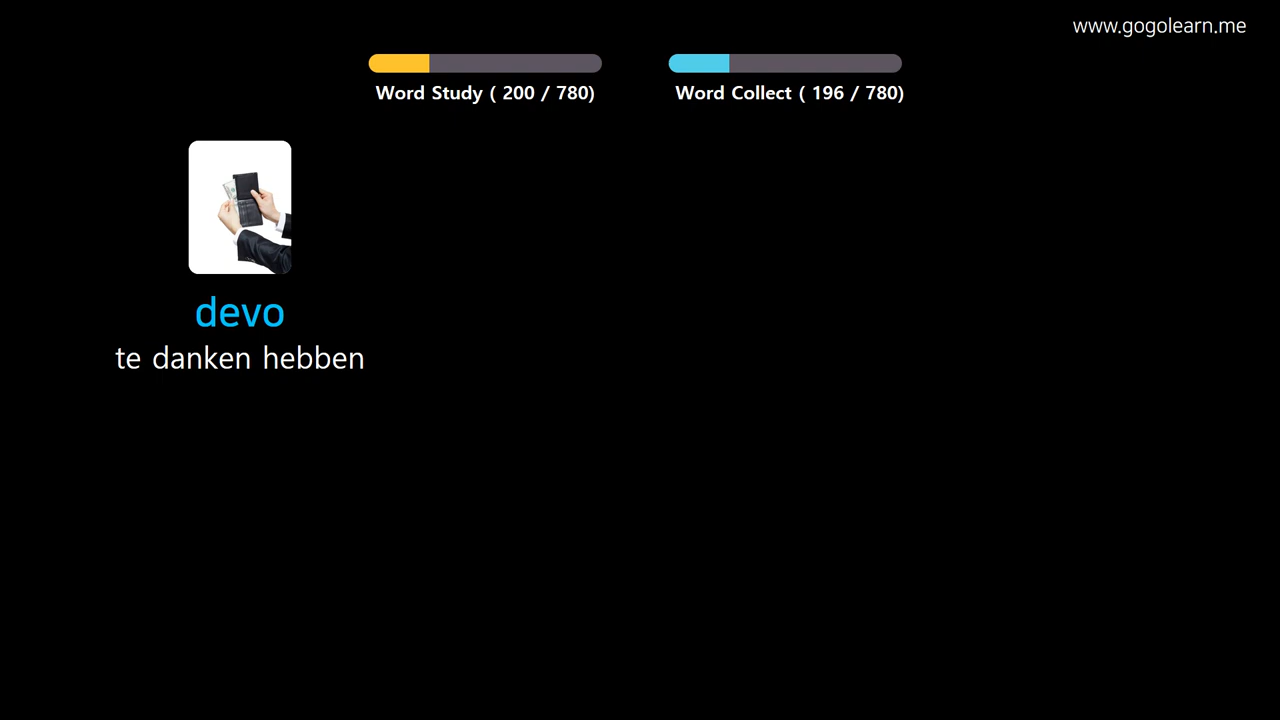 www.gogolearn.me
Word Study ( 200 / 780)
Word Collect ( 196 / 780)
devo
te danken hebben